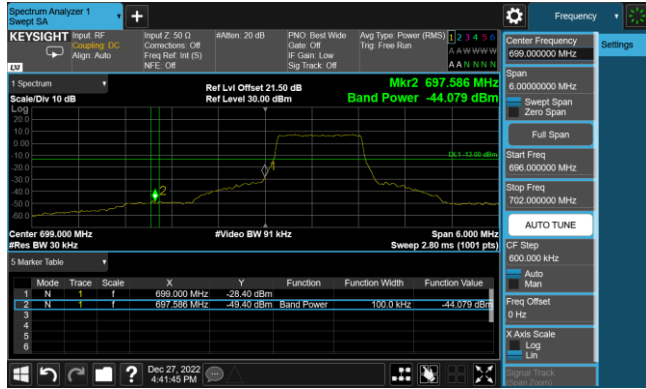 Spectrum Analyzer 1
Swept SA
+
Frequency
KEYSIGHT Input: RF
Coupling: DC
Align: Auto
Input Z: 50 Ω
Corrections: Off
Freq Ref: Int (S)
NFE: Off
#Atten: 20 dB
PNO: Best Wide
Gate: Off
IF Gain: Low
Sig Track: Off
Avg Type: Power (RMS)
Trig: Free Run
1 2 3 4 5 6
A A W W W W
A A N N N N
LXI
1 Spectrum
Scale/Div 10 dB
Ref Lvl Offset 21.50 dB
Ref Level 30.00 dBm
Mkr2 697.586 MHz
Band Power -44.079 dBm
Log
20.0
10.0
0.00
-10.0
-20.0
-30.0
-40.0
-50.0
-60.0
DL1 -13.00 dBm
2
Center 699.000 MHz
#Video BW 91 kHz
Span 6.000 MHz
#Res BW 30 kHz
Sweep 2.80 ms (1001 pts)
5 Marker Table
Mode Trace Scale X Y Function Function Width Function Value
1 N 1 f 699.000 MHz -28.40 dBm
2 N 1 f 697.586 MHz -49.40 dBm Band Power 100.0 kHz -44.079 dBm
3
4
5
6
?
Dec 27, 2022
4:41:45 PM
Settings
Center Frequency
699.000000 MHz
Span
6.00000000 MHz
Swept Span
Zero Span
Full Span
Start Freq
696.000000 MHz
Stop Freq
702.000000 MHz
AUTO TUNE
CF Step
600.000 kHz
Auto
Man
Freq Offset
0 Hz
X Axis Scale
Log
Lin
Signal Track
(Span Zoom)